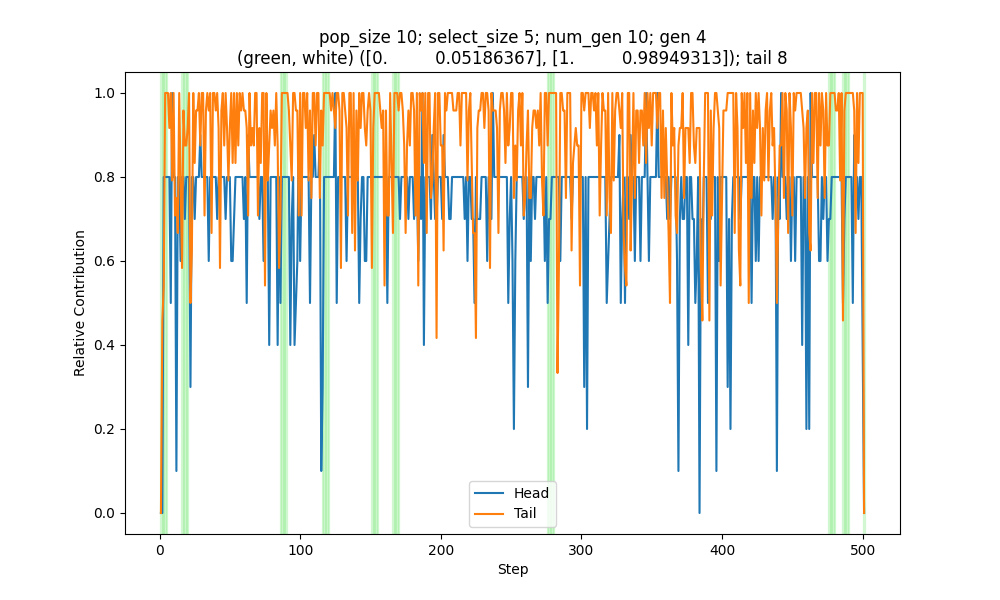 pop_size 10; select_size 5; num_gen 10; gen 4
(green, white) ([0.         0.05186367], [1.         0.98949313]); tail 8
1.0
0.8
0.6
0.4
0.2
0.0
Relative Contribution
Head
Tail
0
100
200
300
400
500
Step